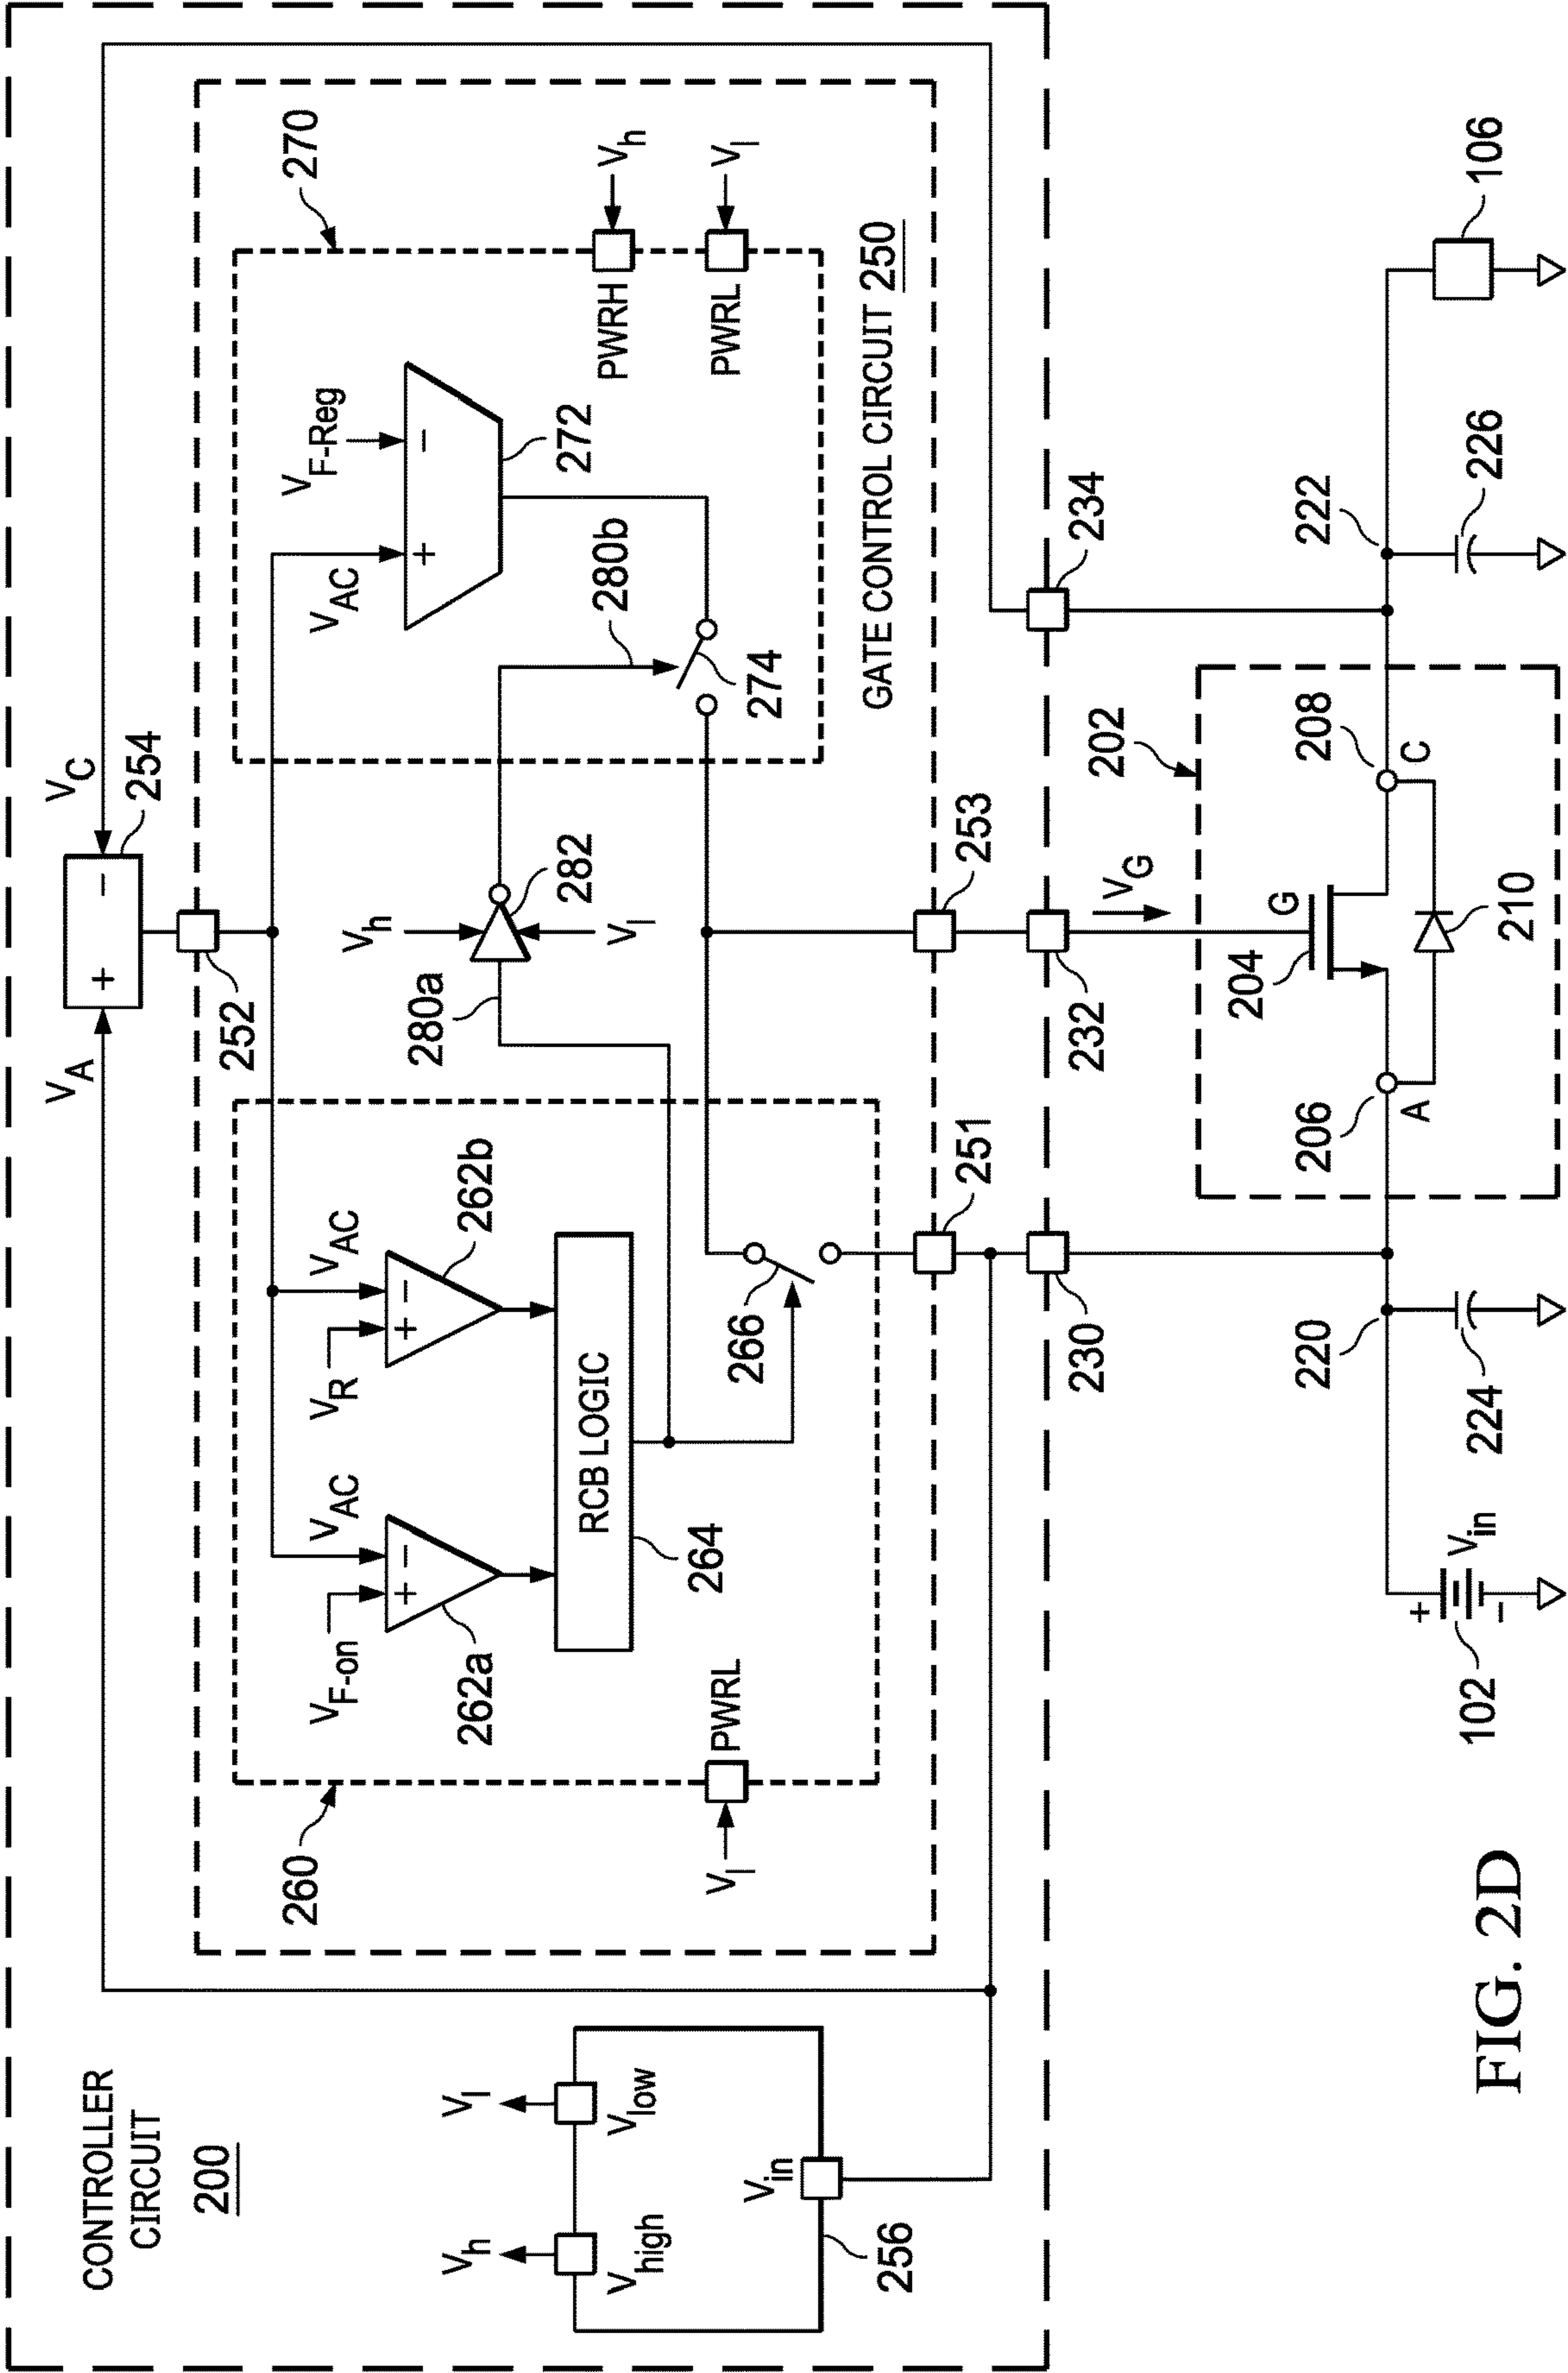 CONTROLLER
CIRCUIT
200
V_A
+
−
V_C
254
252
V_h
V_l
V_high
V_low
V_in
256
260
V_F-on
V_AC
+
−
262a
V_R
V_AC
+
−
262b
RCB LOGIC
264
266
V_l
PWRL
280a
V_h
V_l
282
280b
270
V_AC
V_F-Reg
+
−
272
274
PWRH
V_h
PWRL
V_l
GATE CONTROL CIRCUIT 250
251
253
230
232
234
V_G
202
204
G
206
A
208
C
210
220
222
224
226
102
+
−
V_in
106
FIG. 2D